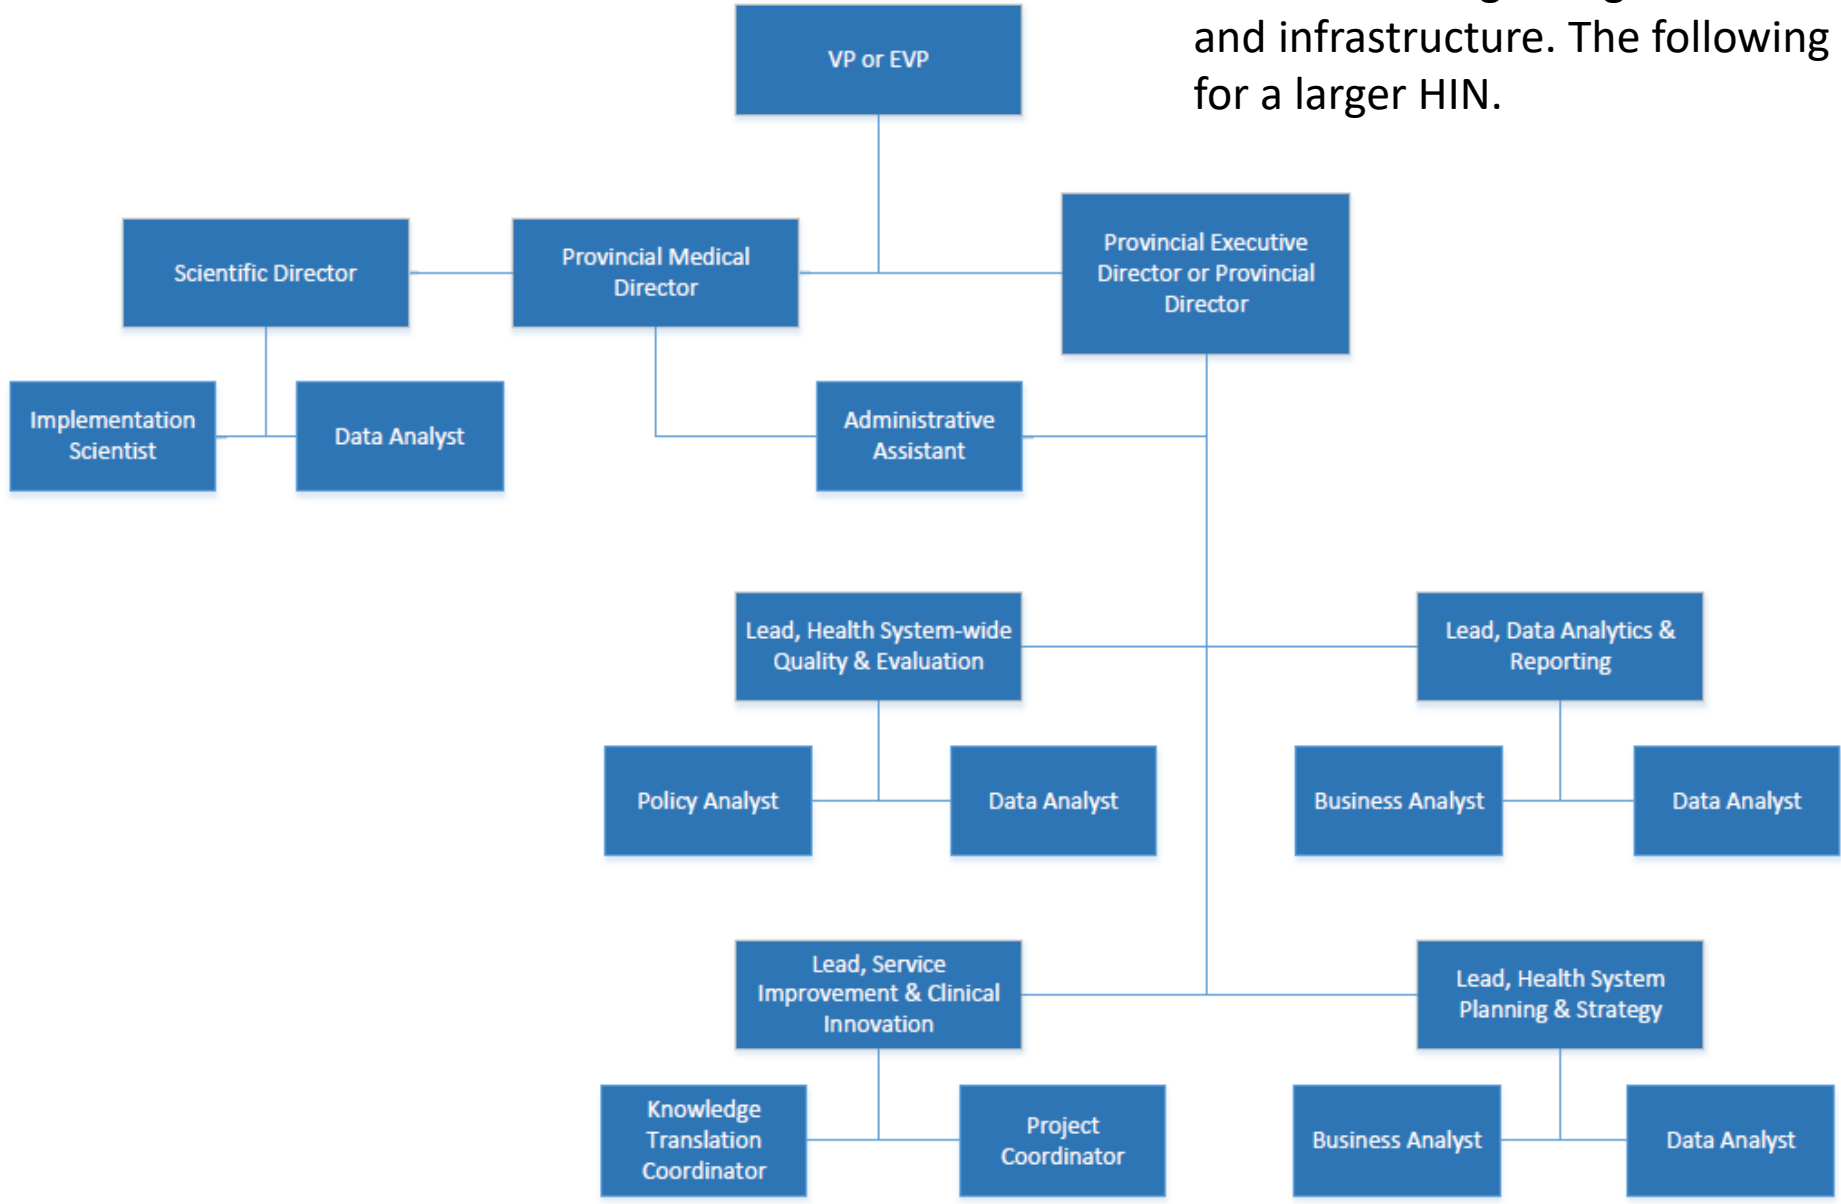 and infrastructure. The following
for a larger HIN.
VP or EVP
Scientific Director
Provincial Medical
Director
Provincial Executive
Director or Provincial
Director
Implementation
Scientist
Data Analyst
Administrative
Assistant
Lead, Health System-wide
Quality & Evaluation
Lead, Data Analytics &
Reporting
Policy Analyst
Data Analyst
Business Analyst
Data Analyst
Lead, Service
Improvement & Clinical
Innovation
Lead, Health System
Planning & Strategy
Knowledge
Translation
Coordinator
Project
Coordinator
Business Analyst
Data Analyst